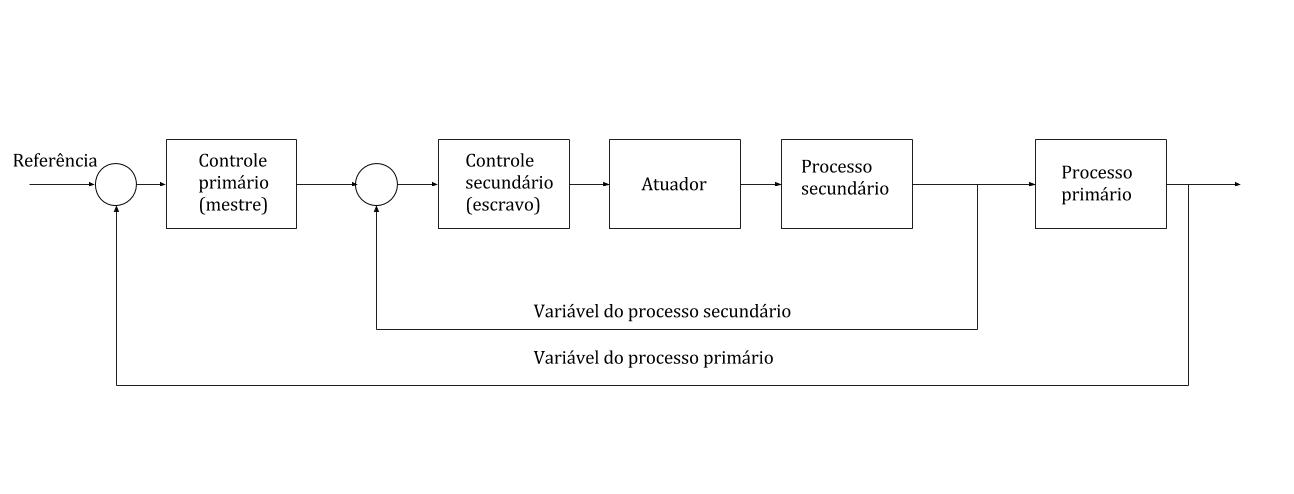 Referência
Controle
primário
(mestre)
Controle
secundário
(escravo)
Atuador
Processo
secundário
Processo
primário
Variável do processo secundário
Variável do processo primário